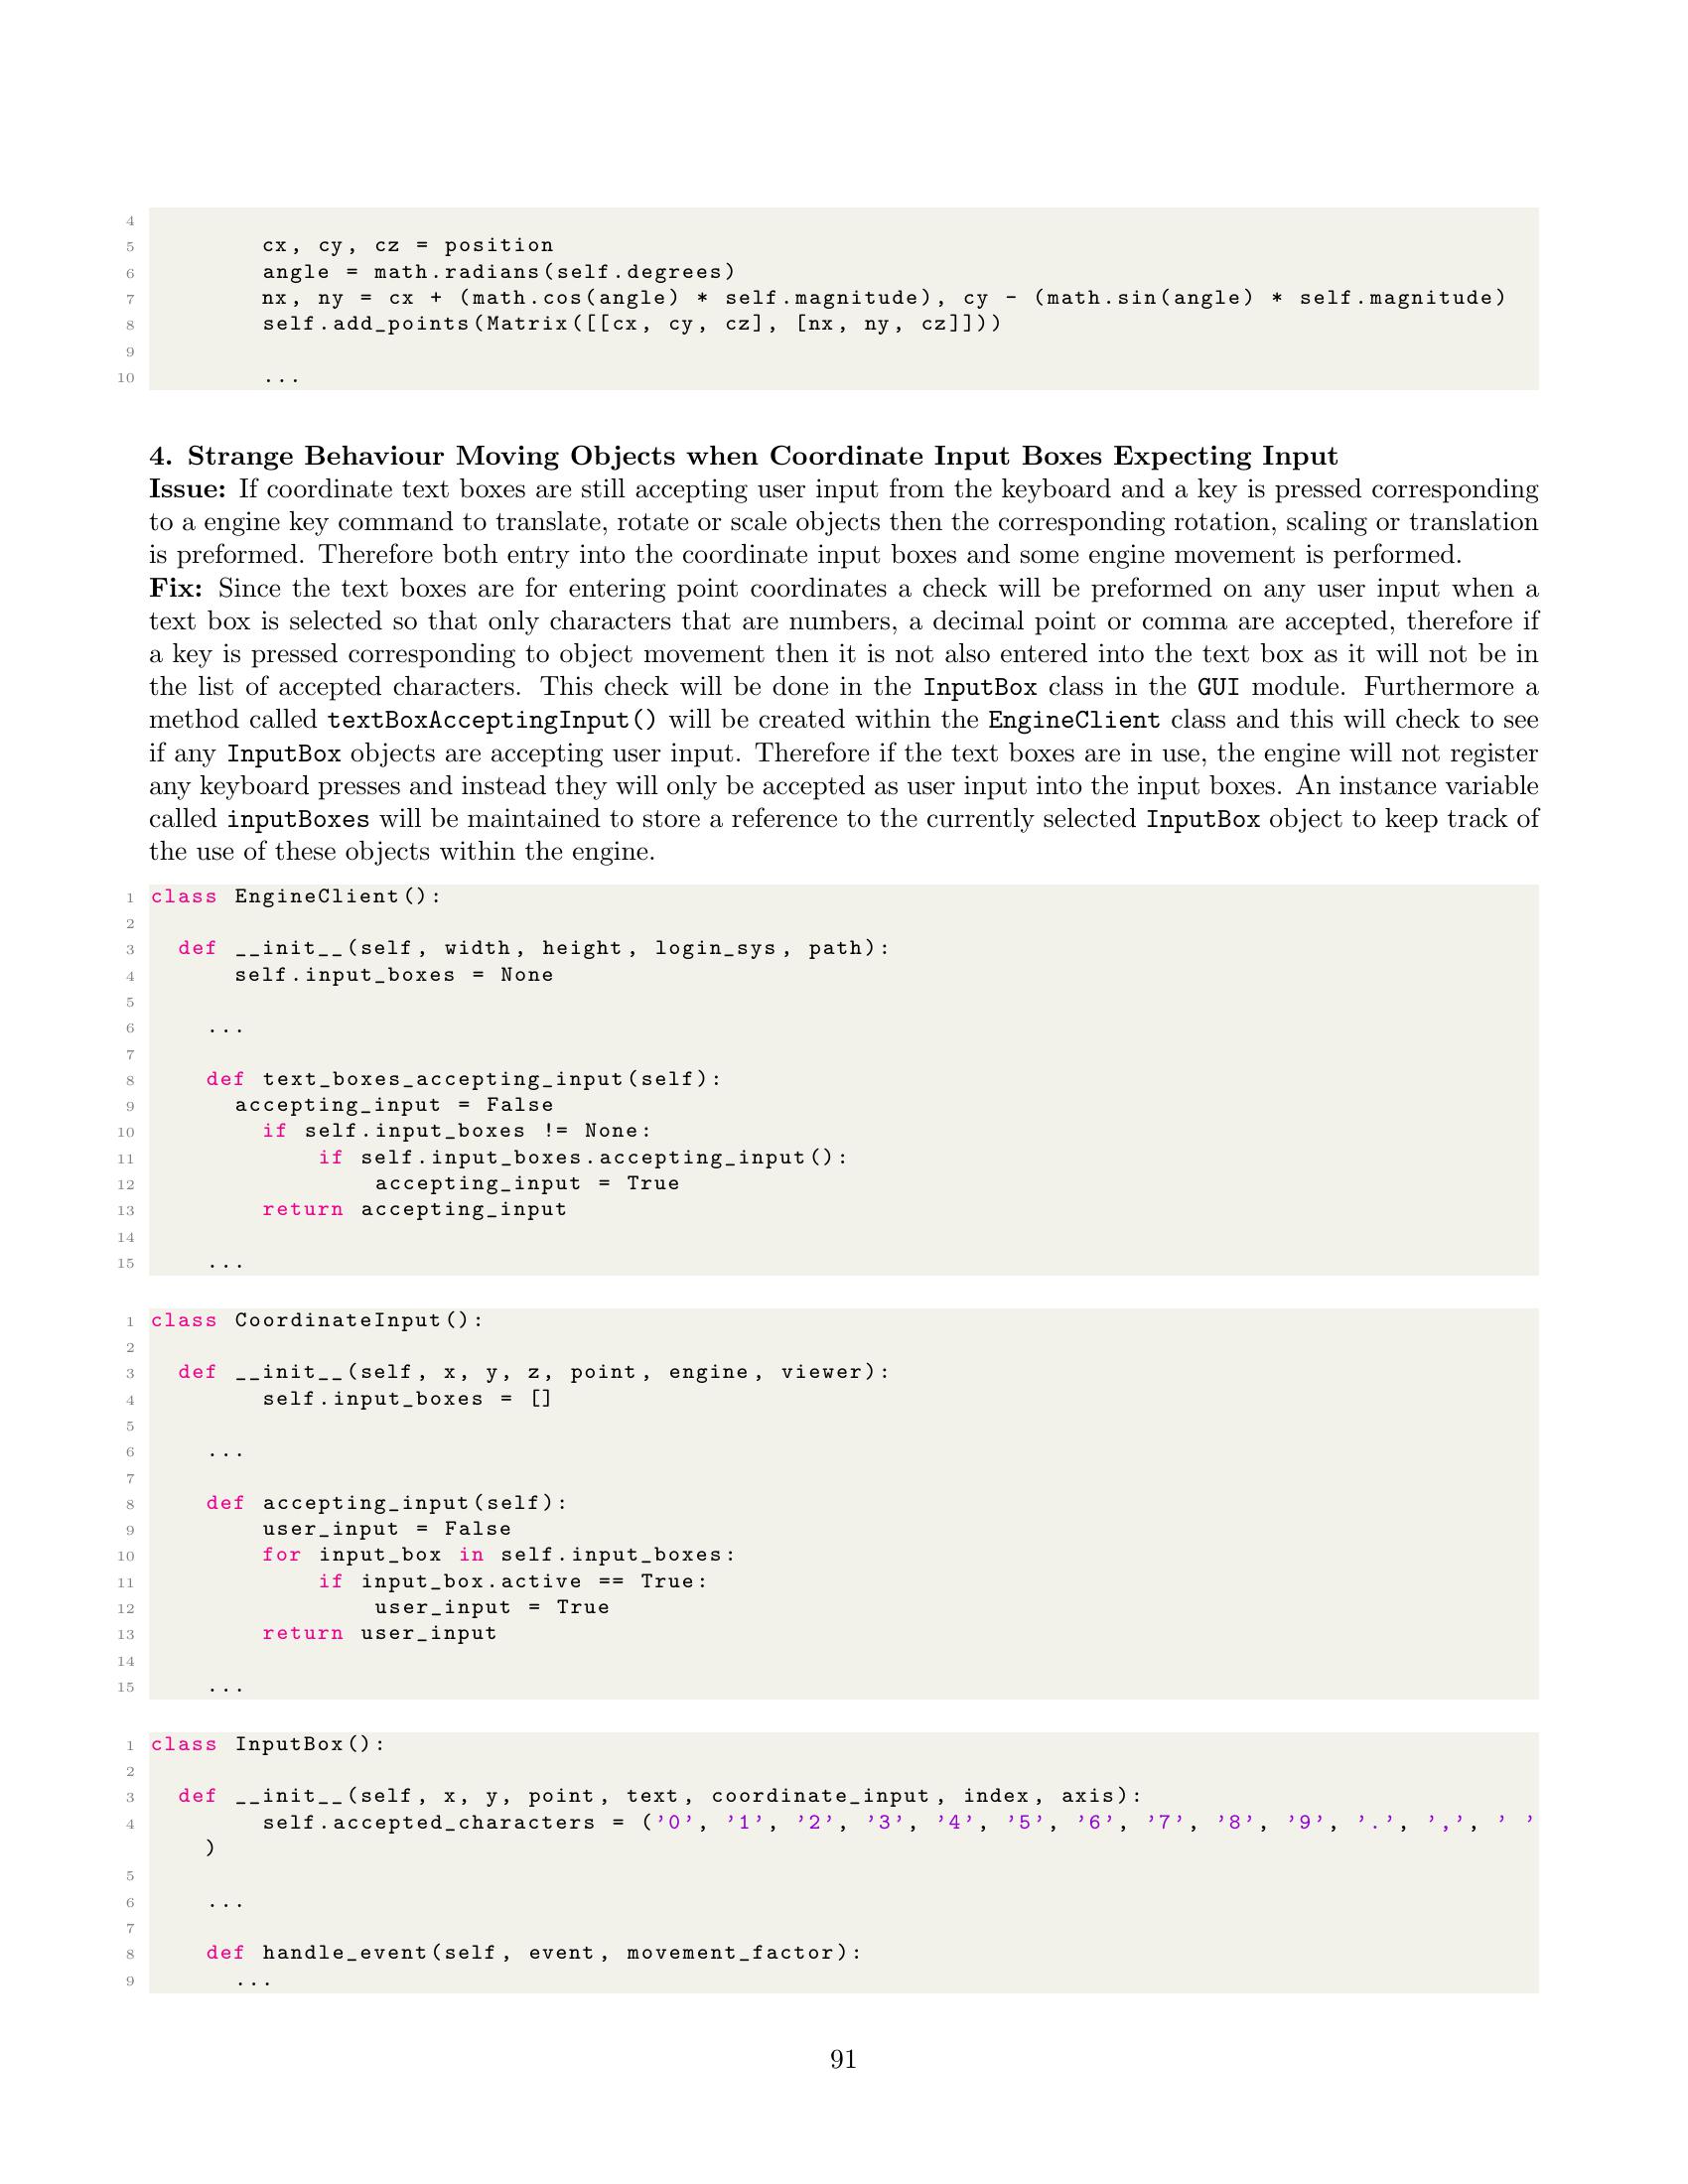 4
5         cx, cy, cz = position
6         angle = math.radians(self.degrees)
7         nx, ny = cx + (math.cos(angle) * self.magnitude), cy - (math.sin(angle) * self.magnitude)
8         self.add_points(Matrix([[cx, cy, cz], [nx, ny, cz]]))
9
10        ...
4. Strange Behaviour Moving Objects when Coordinate Input Boxes Expecting Input
Issue: If coordinate text boxes are still accepting user input from the keyboard and a key is pressed corresponding
to a engine key command to translate, rotate or scale objects then the corresponding rotation, scaling or translation
is preformed. Therefore both entry into the coordinate input boxes and some engine movement is performed.
Fix: Since the text boxes are for entering point coordinates a check will be preformed on any user input when a
text box is selected so that only characters that are numbers, a decimal point or comma are accepted, therefore if
a key is pressed corresponding to object movement then it is not also entered into the text box as it will not be in
the list of accepted characters. This check will be done in the InputBox class in the GUI module. Furthermore a
method called textBoxAcceptingInput() will be created within the EngineClient class and this will check to see
if any InputBox objects are accepting user input. Therefore if the text boxes are in use, the engine will not register
any keyboard presses and instead they will only be accepted as user input into the input boxes. An instance variable
called inputBoxes will be maintained to store a reference to the currently selected InputBox object to keep track of
the use of these objects within the engine.
1 class EngineClient():
2
3   def __init__(self, width, height, login_sys, path):
4       self.input_boxes = None
5
6     ...
7
8     def text_boxes_accepting_input(self):
9       accepting_input = False
10        if self.input_boxes != None:
11            if self.input_boxes.accepting_input():
12                accepting_input = True
13        return accepting_input
14
15    ...
1 class CoordinateInput():
2
3   def __init__(self, x, y, z, point, engine, viewer):
4         self.input_boxes = []
5
6     ...
7
8     def accepting_input(self):
9         user_input = False
10        for input_box in self.input_boxes:
11            if input_box.active == True:
12                user_input = True
13        return user_input
14
15    ...
1 class InputBox():
2
3   def __init__(self, x, y, point, text, coordinate_input, index, axis):
4         self.accepted_characters = ('0', '1', '2', '3', '4', '5', '6', '7', '8', '9', '.', ',', ' '
)
5
6     ...
7
8     def handle_event(self, event, movement_factor):
9       ...
91